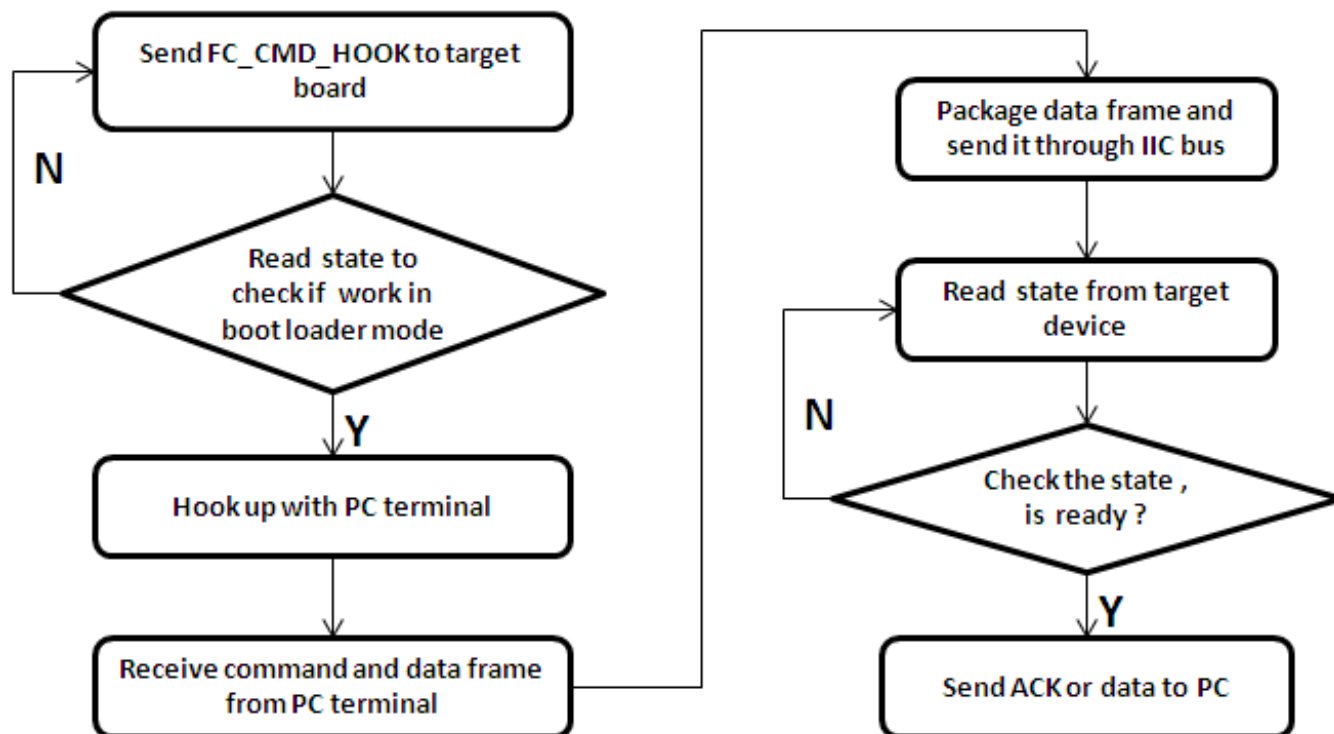 Send FC_CMD_HOOK to target
board
N
Read state to
check if work in
boot loader mode
Y
Hook up with PC terminal
Receive command and data frame
from PC terminal
Package data frame and
send it through IIC bus
Read state from target
device
N
Check the state ,
is ready ?
Y
Send ACK or data to PC